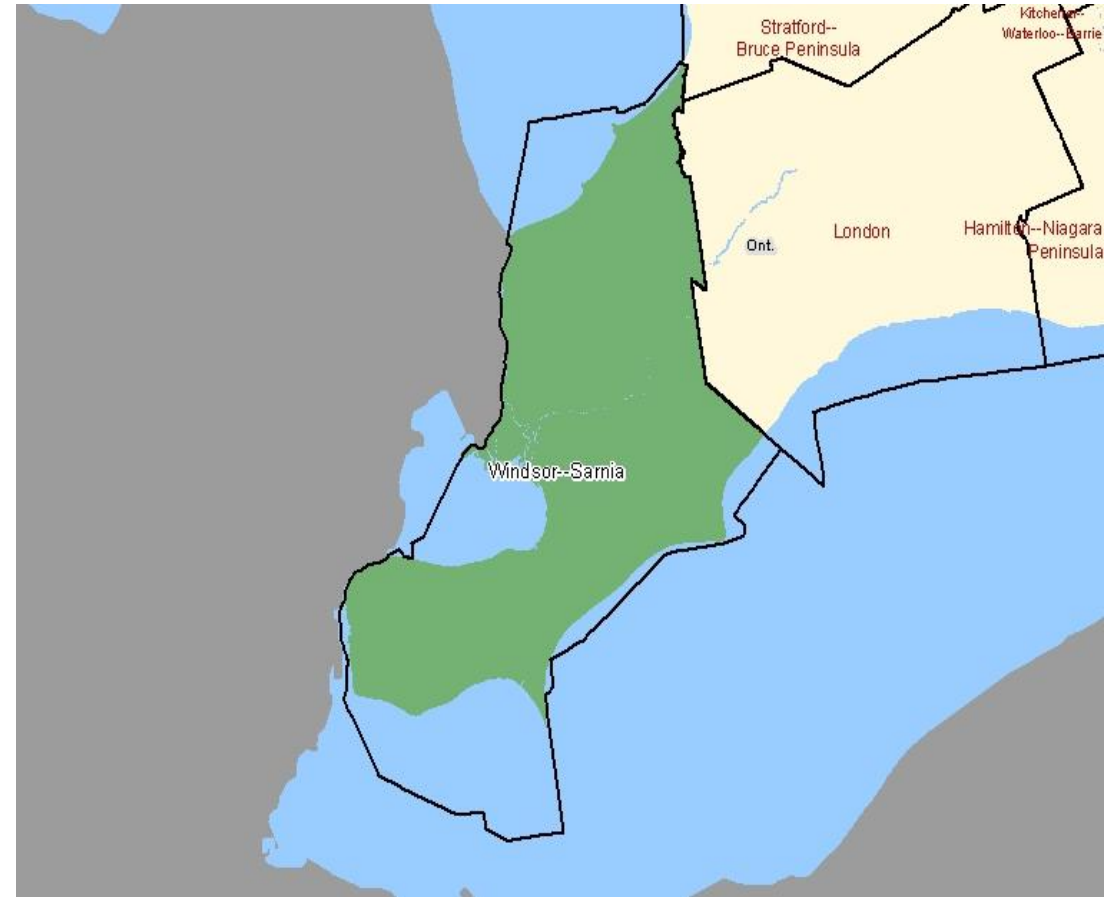 Stratford--
Bruce Peninsula
Kitchener--
Waterloo--Barrie
Ont.
London
Hamilton--Niagara
Peninsula
Windsor--Sarnia